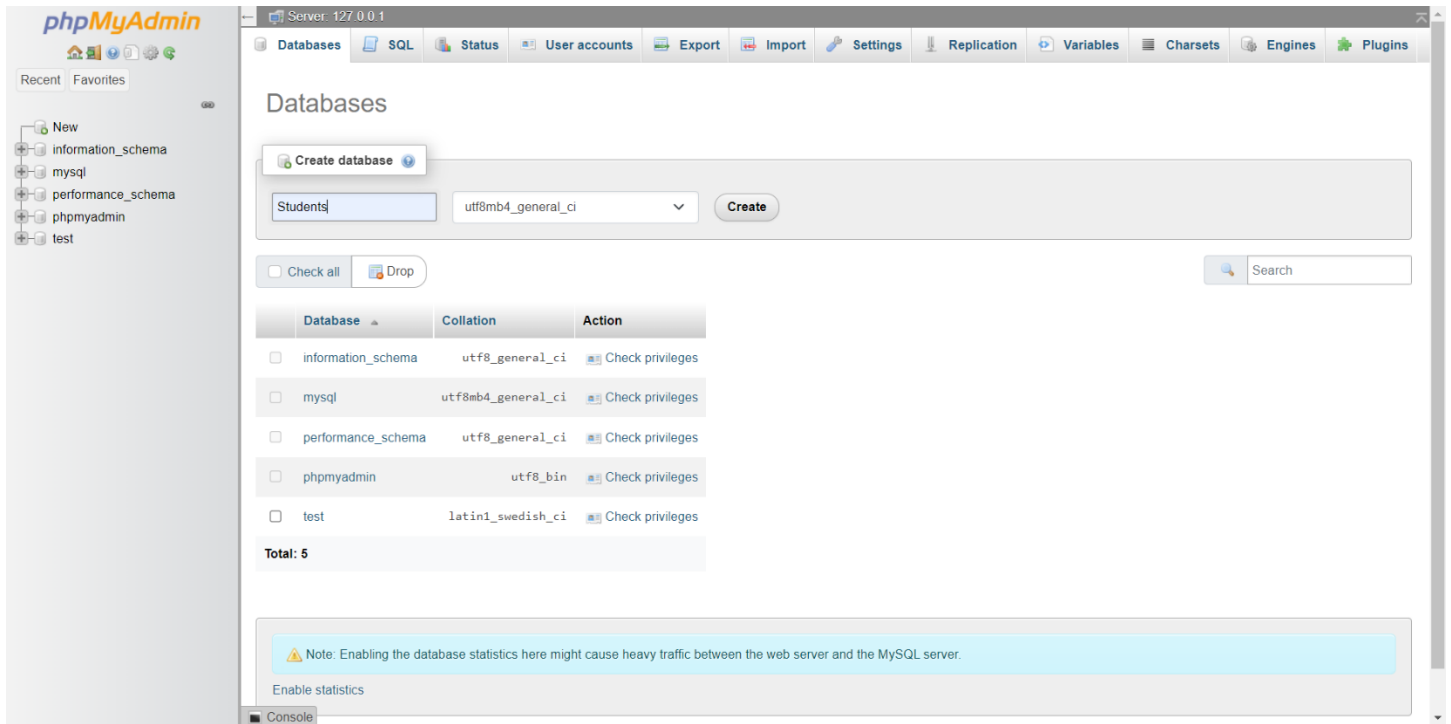 phpMyAdmin
Recent Favorites
New
information_schema
mysql
performance_schema
phpmyadmin
test
Server: 127.0.0.1
Databases SQL Status User accounts Export Import Settings Replication Variables Charsets Engines Plugins
Databases
Create database
Students utf8mb4_general_ci Create
Check all Drop Search
Database Collation Action
information_schema utf8_general_ci Check privileges
mysql utf8mb4_general_ci Check privileges
performance_schema utf8_general_ci Check privileges
phpmyadmin utf8_bin Check privileges
test latin1_swedish_ci Check privileges
Total: 5
Note: Enabling the database statistics here might cause heavy traffic between the web server and the MySQL server.
Enable statistics
Console